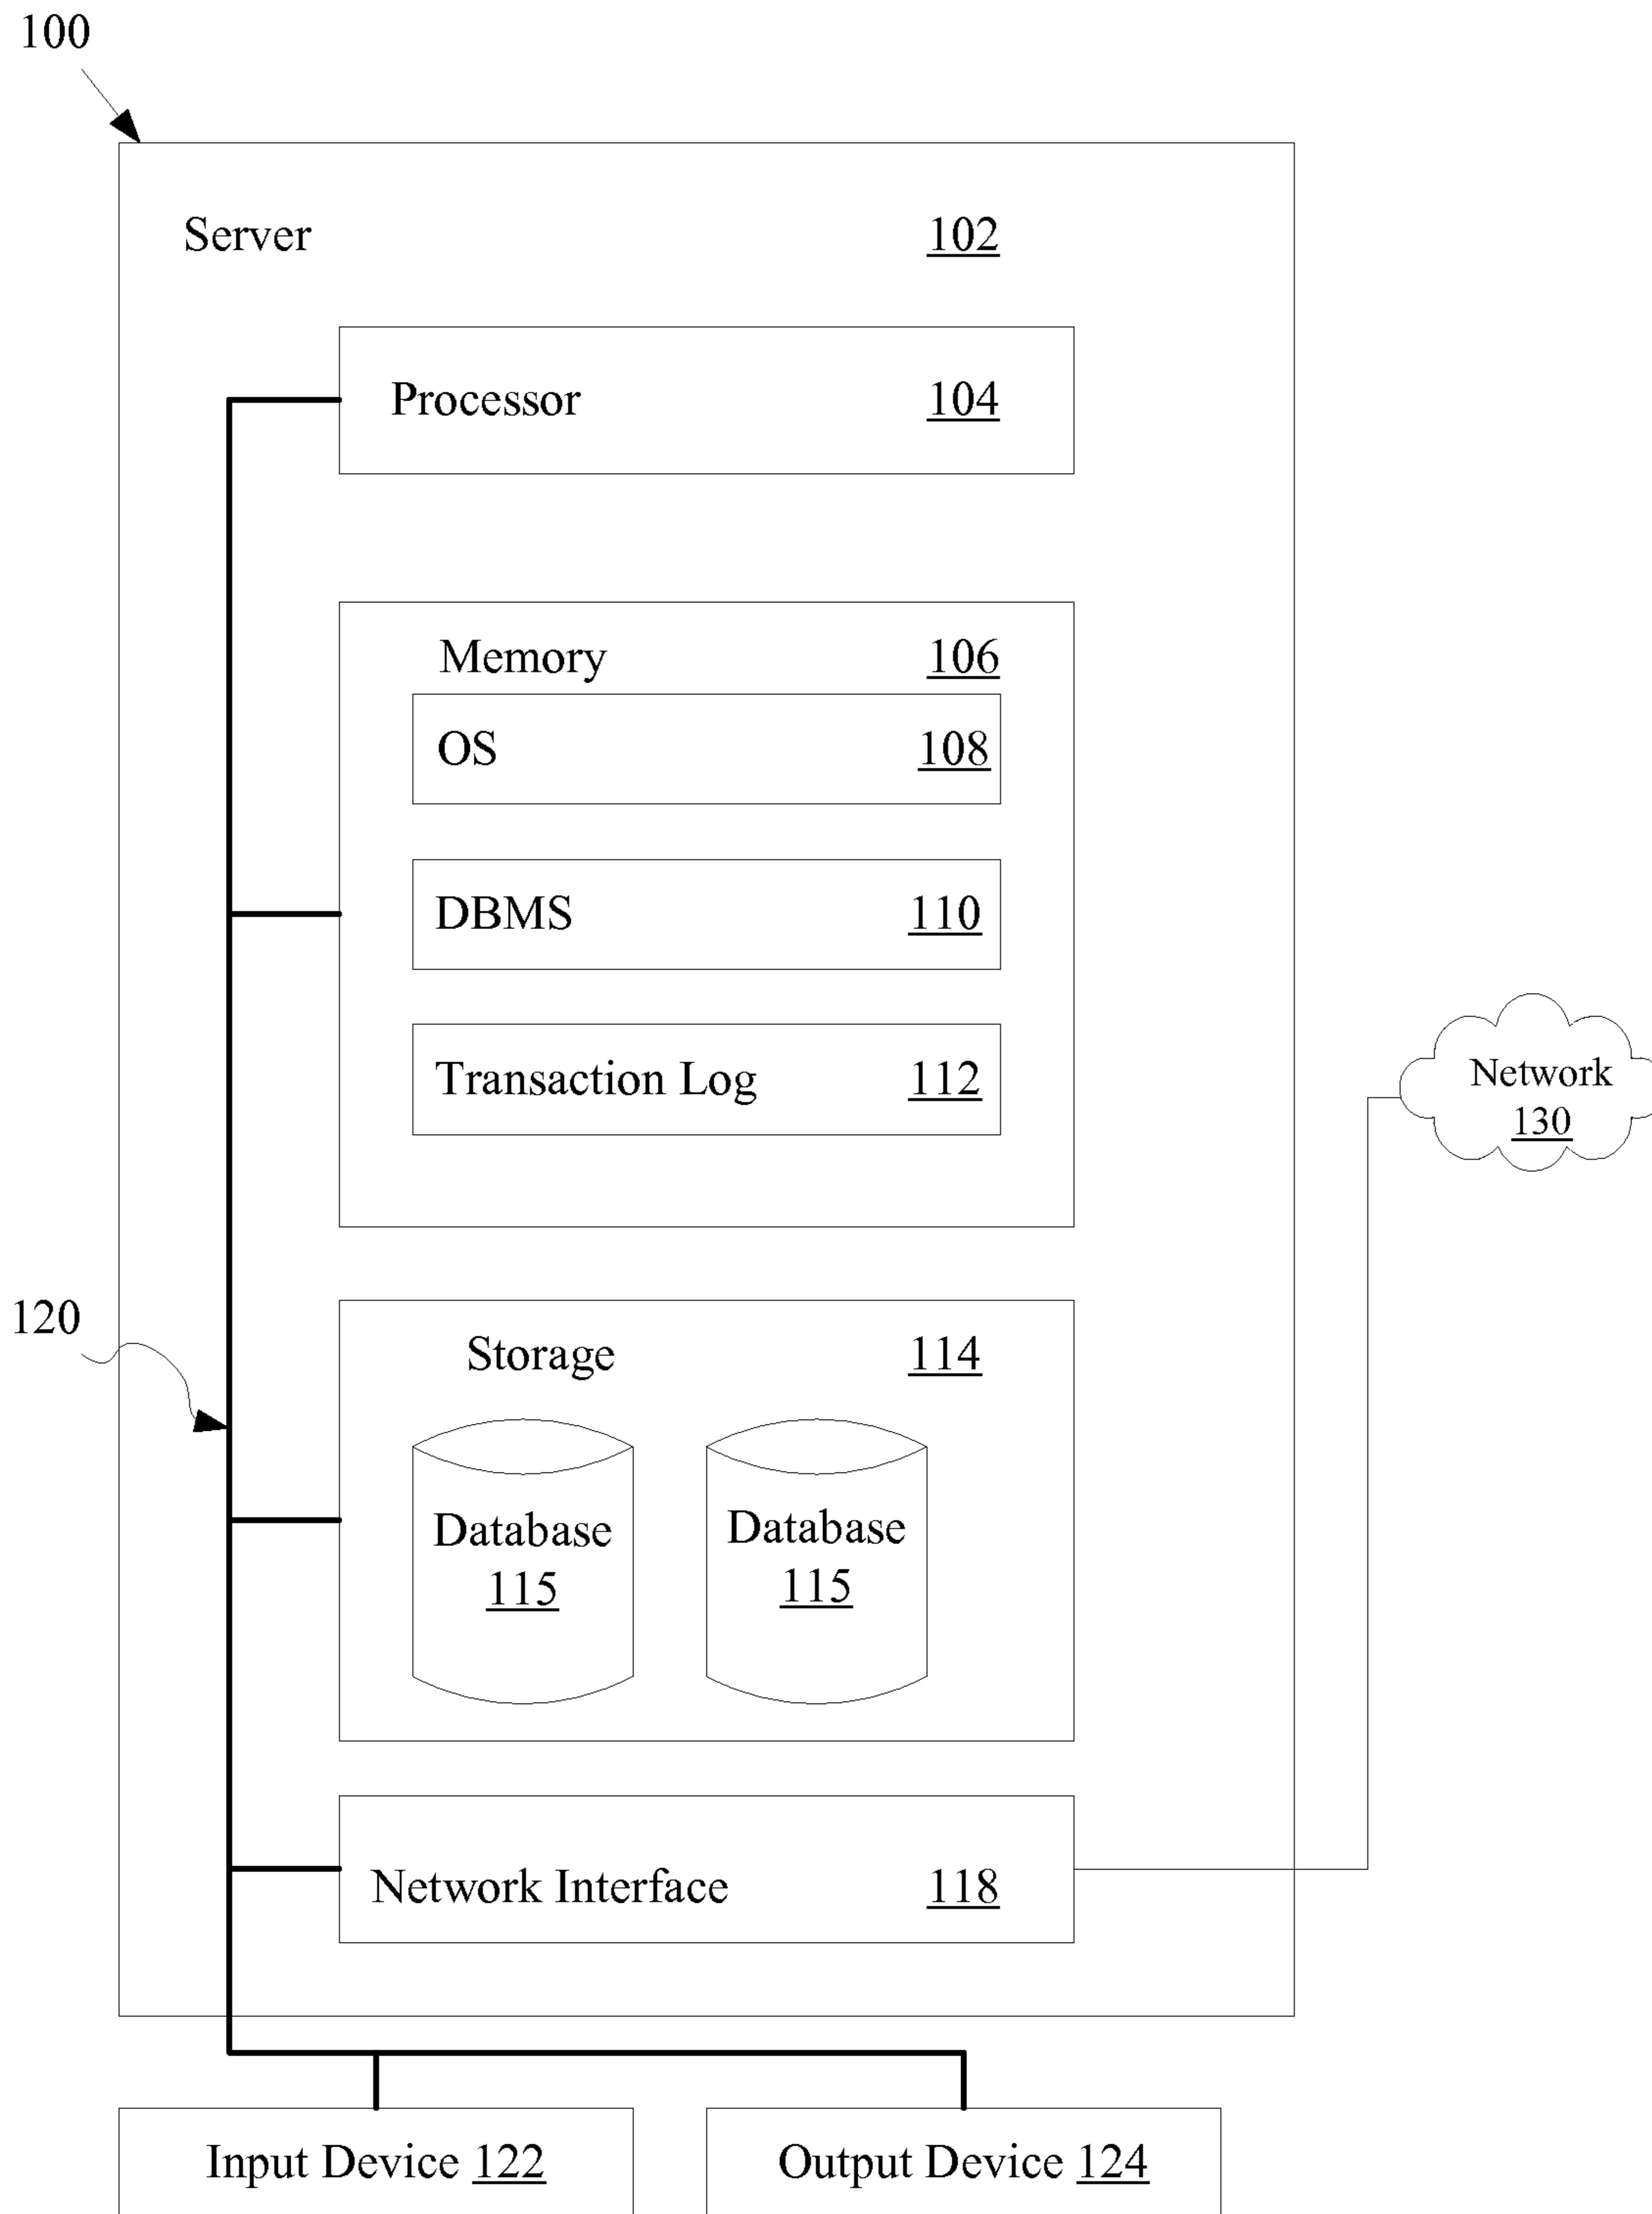 100
Server 102
Processor 104
Memory 106
OS 108
DBMS 110
Transaction Log 112
Network
130
120
Storage 114
Database
115
Database
115
Network Interface 118
Input Device 122
Output Device 124